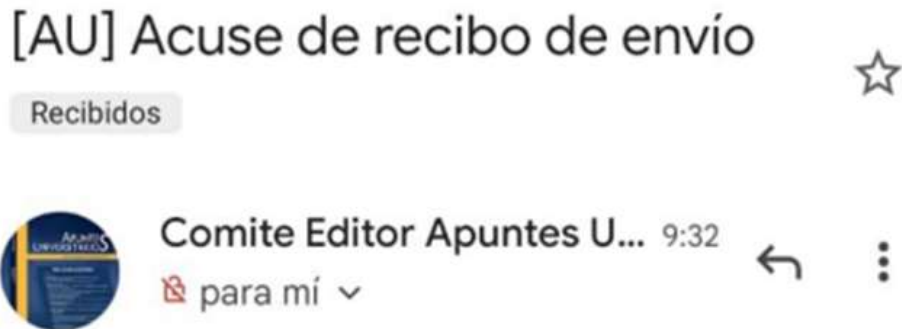 [AU] Acuse de recibo de envío
Recibidos
Comite Editor Apuntes U... 9:32
para mí